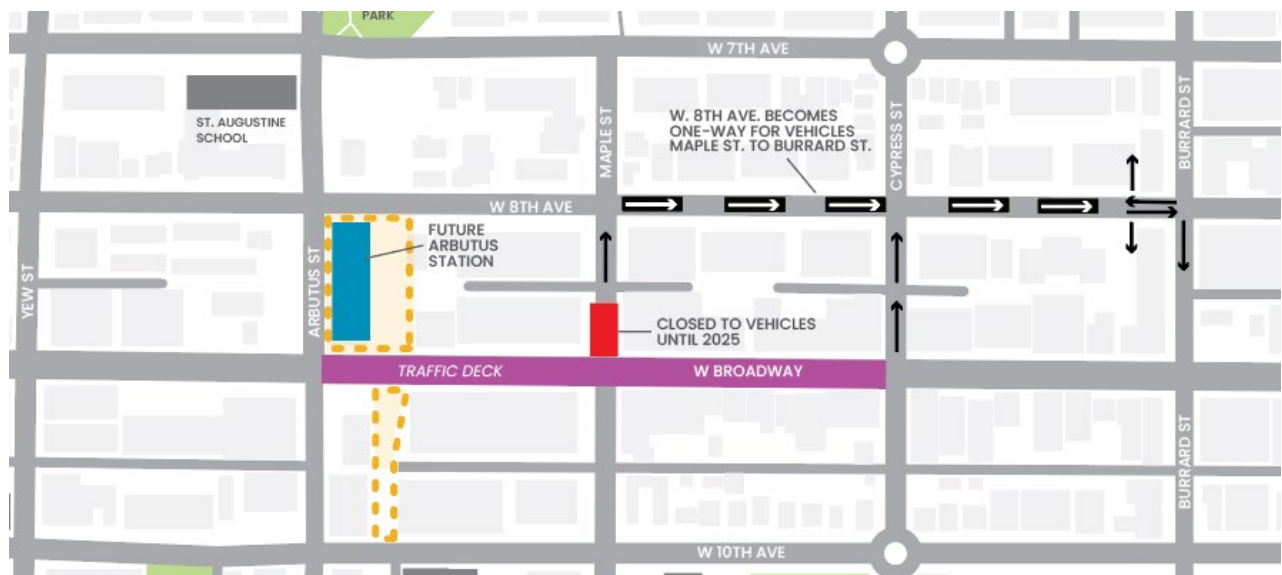 PARK
W 7TH AVE
ST. AUGUSTINE
SCHOOL
MAPLE ST
W. 8TH AVE. BECOMES
ONE-WAY FOR VEHICLES
MAPLE ST. TO BURRARD ST.
CYPRESS ST
BURRARD ST
W 8TH AVE
YEW ST
ARBUTUS ST
FUTURE
ARBUTUS
STATION
CLOSED TO VEHICLES
UNTIL 2025
TRAFFIC DECK
W BROADWAY
BURRARD ST
W 10TH AVE